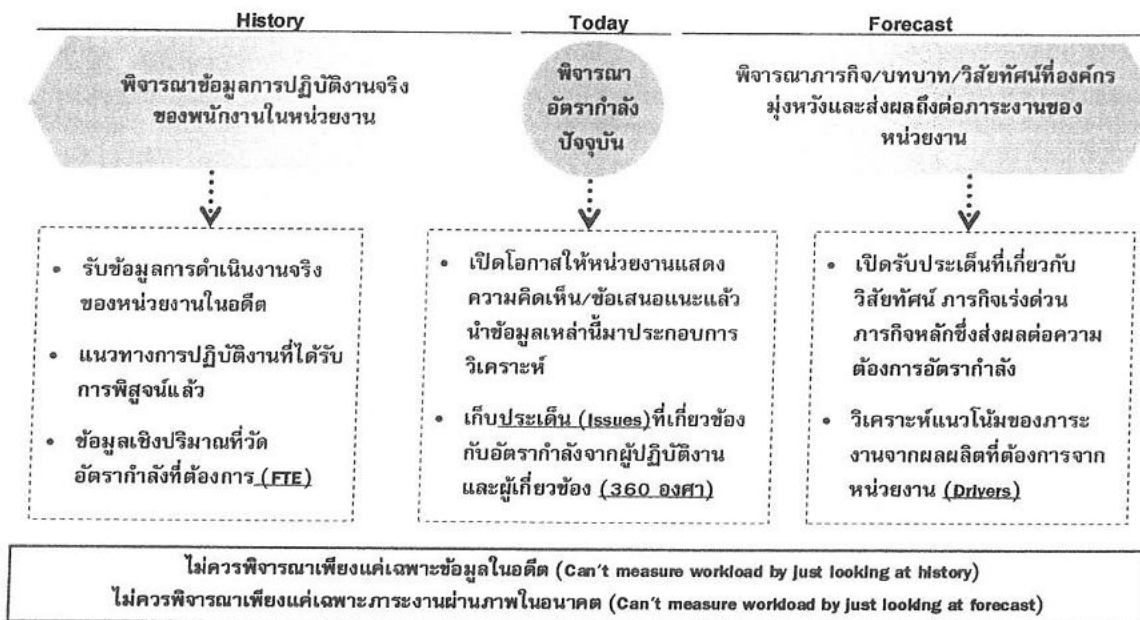 History
Today
Forecast
พิจารณาข้อมูลการปฏิบัติงานจริง
ของพนักงานในหน่วยงาน
พิจารณา
อัตรากำลัง
ปัจจุบัน
พิจารณาภารกิจ/บทบาท/วิสัยทัศน์ที่องค์กร
มุ่งหวังและส่งผลถึงต่อภาระงานของ
หน่วยงาน
• รับข้อมูลการดำเนินงานจริง
ของหน่วยงานในอดีต
• แนวทางการปฏิบัติงานที่ได้รับ
การพิสูจน์แล้ว
• ข้อมูลเชิงปริมาณที่วัด
อัตรากำลังที่ต้องการ (FTE)
• เปิดโอกาสให้หน่วยงานแสดง
ความคิดเห็น/ข้อเสนอแนะแล้ว
นำข้อมูลเหล่านี้มาประกอบการ
วิเคราะห์
• เก็บประเด็น (Issues)ที่เกี่ยวข้อง
กับอัตรากำลังจากผู้ปฏิบัติงาน
และผู้เกี่ยวข้อง (360 องศา)
• เปิดรับประเด็นที่เกี่ยวกับ
วิสัยทัศน์ ภารกิจเร่งด่วน
ภารกิจหลักซึ่งส่งผลต่อความ
ต้องการอัตรากำลัง
• วิเคราะห์แนวโน้มของภาระ
งานจากผลผลิตที่ต้องการจาก
หน่วยงาน (Drivers)
ไม่ควรพิจารณาเพียงแค่เฉพาะข้อมูลในอดีต (Can't measure workload by just looking at history)
ไม่ควรพิจารณาเพียงแค่เฉพาะภาระงานผ่านภาพในอนาคต (Can't measure workload by just looking at forecast)